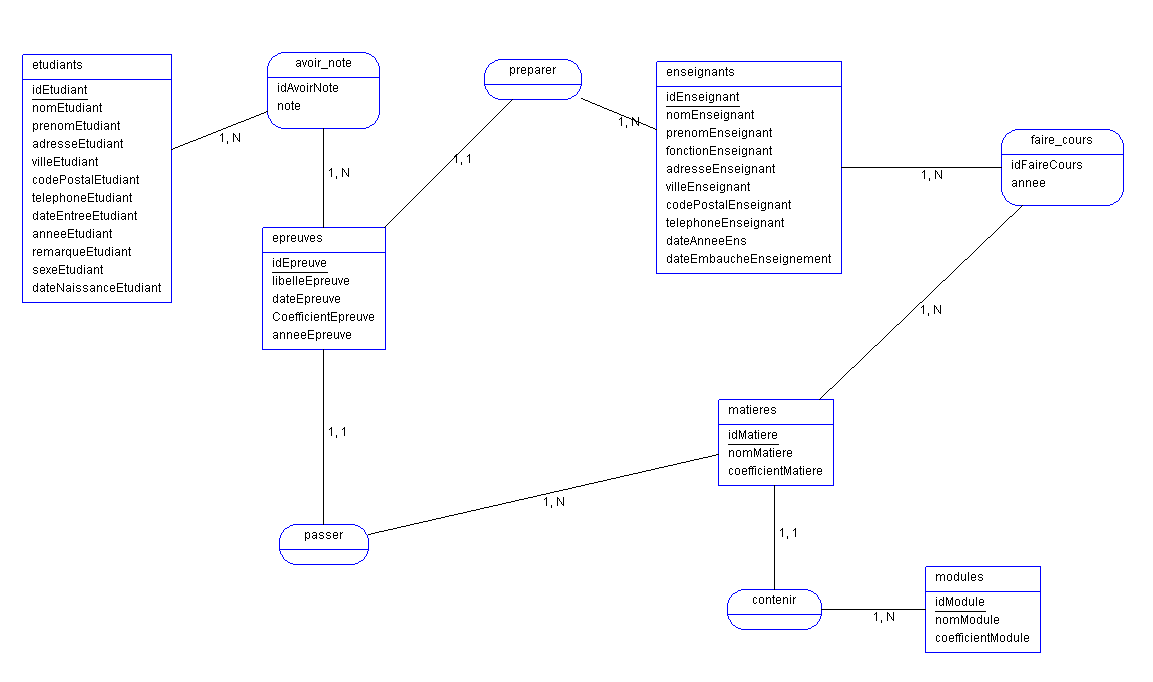 etudiants
idEtudiant
nomEtudiant
prenomEtudiant
adresseEtudiant
villeEtudiant
codePostalEtudiant
telephoneEtudiant
dateEntreeEtudiant
anneeEtudiant
remarqueEtudiant
sexeEtudiant
dateNaissanceEtudiant
1, N
avoir_note
idAvoirNote
note
1, N
preparer
1, 1
1, N
enseignants
idEnseignant
nomEnseignant
prenomEnseignant
fonctionEnseignant
adresseEnseignant
villeEnseignant
codePostalEnseignant
telephoneEnseignant
dateAnneeEns
dateEmbaucheEnseignement
1, N
faire_cours
idFaireCours
annee
1, N
epreuves
idEpreuve
libelleEpreuve
dateEpreuve
CoefficientEpreuve
anneeEpreuve
1, 1
matieres
idMatiere
nomMatiere
coefficientMatiere
1, N
passer
1, 1
contenir
1, N
modules
idModule
nomModule
coefficientModule